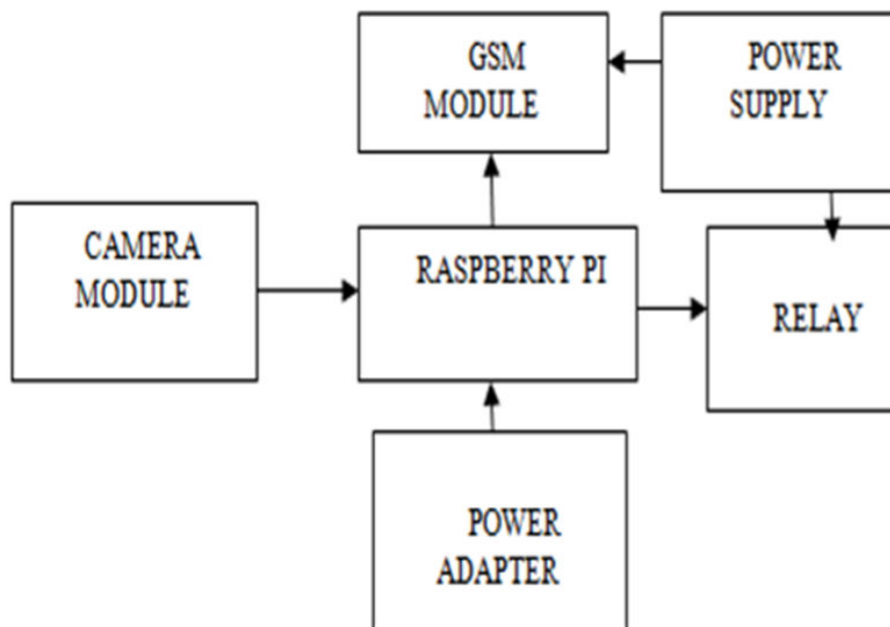 GSM
MODULE
POWER
SUPPLY
CAMERA
MODULE
RASPBERRY PI
RELAY
POWER
ADAPTER